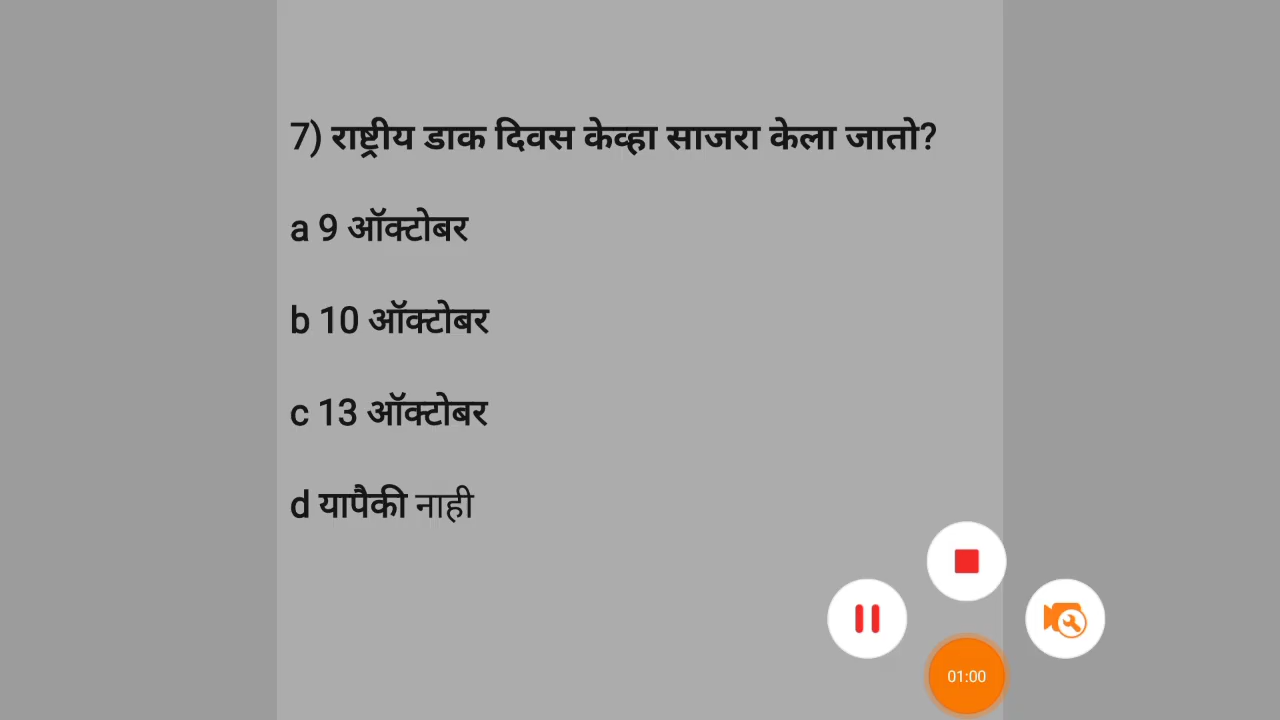 7) राष्ट्रीय डाक दिवस केव्हा साजरा केला जातो?
a 9 ऑक्टोबर
b 10 ऑक्टोबर
c 13 ऑक्टोबर
d यापैकी नाही
01:00